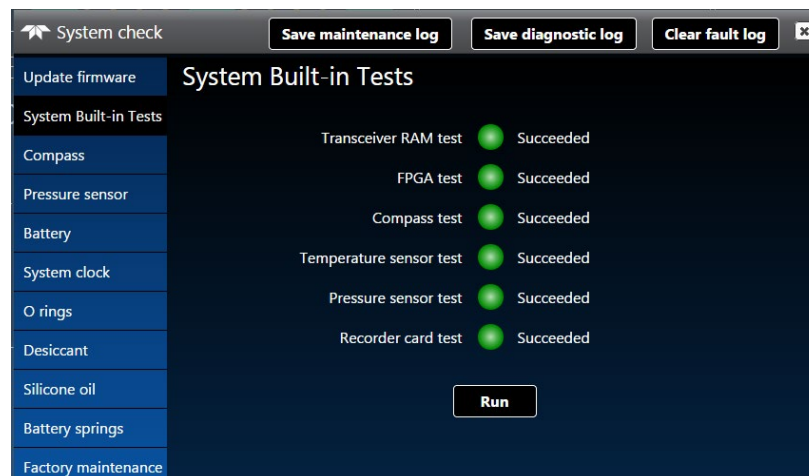 System check
Save maintenance log
Save diagnostic log
Clear fault log
Update firmware
System Built-in Tests
Compass
Pressure sensor
Battery
System clock
O rings
Desiccant
Silicone oil
Battery springs
Factory maintenance
System Built-in Tests
Transceiver RAM test Succeeded
FPGA test Succeeded
Compass test Succeeded
Temperature sensor test Succeeded
Pressure sensor test Succeeded
Recorder card test Succeeded
Run